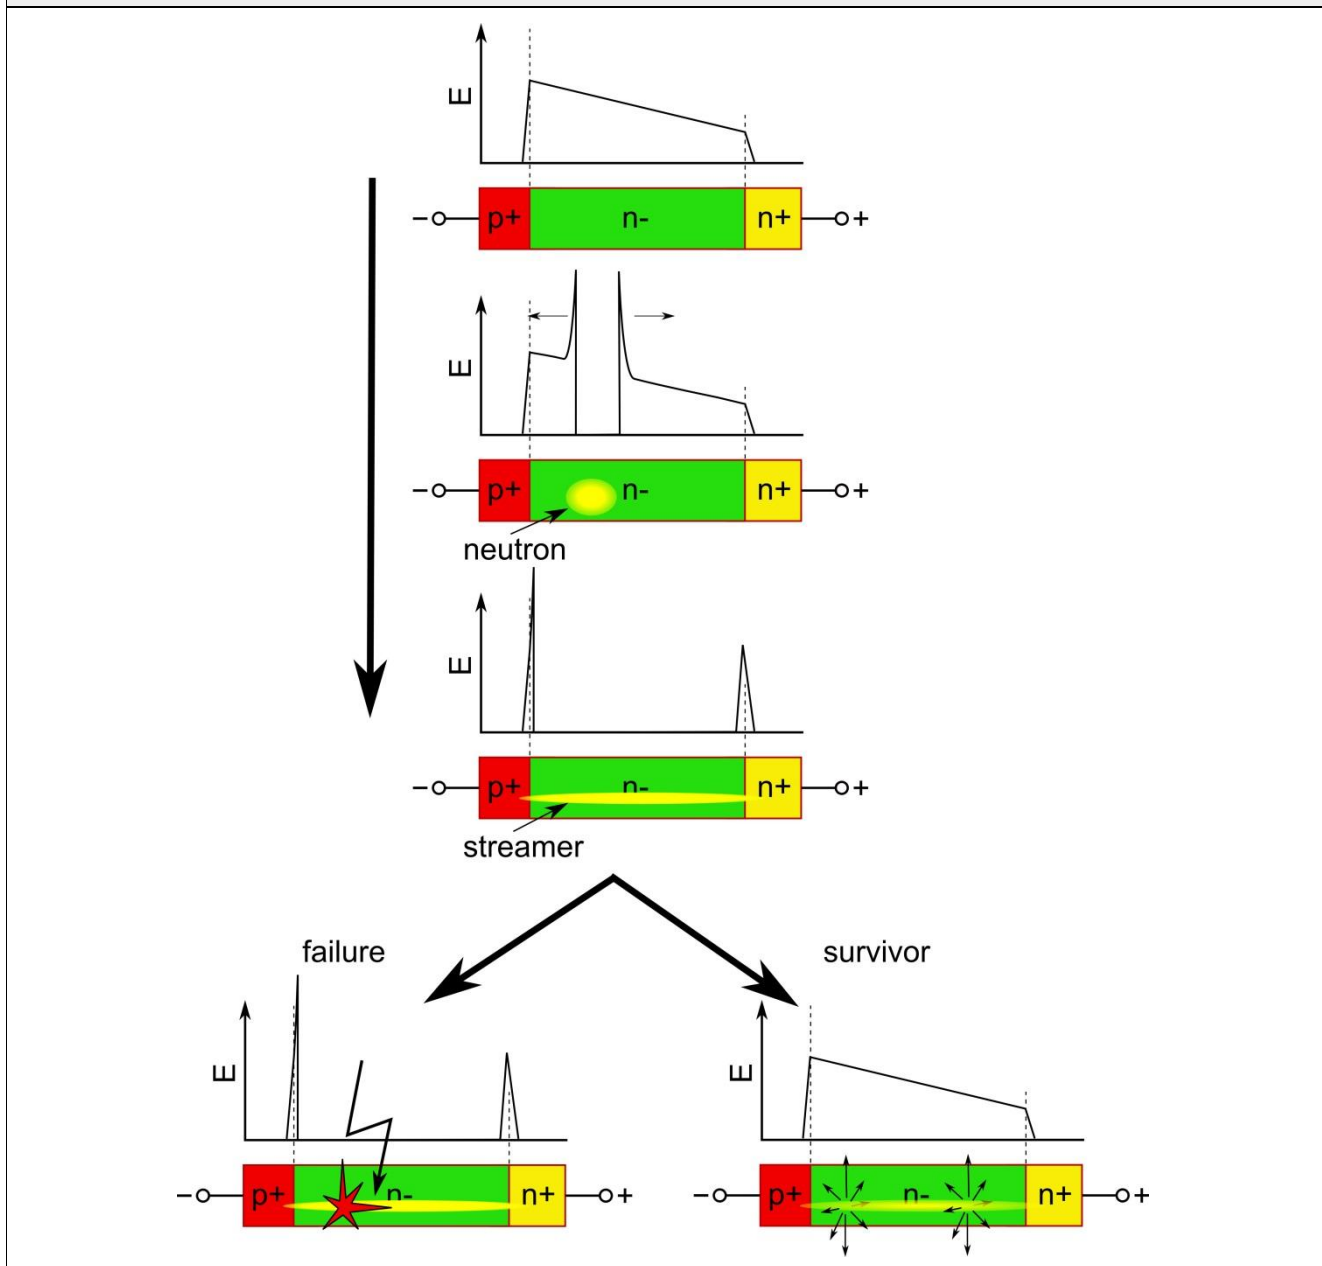 E
− p+ n- n+ +
E
− p+ n- n+ +
neutron
E
− p+ n- n+ +
streamer
failure
survivor
E
− p+ n- n+ +
E
− p+ n- n+ +